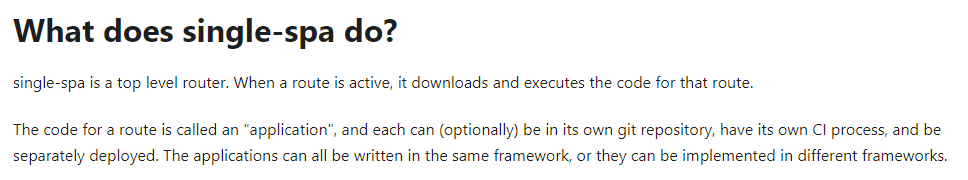 What does single-spa do?
single-spa is a top level router. When a route is active, it downloads and executes the code for that route.
The code for a route is called an "application", and each can (optionally) be in its own git repository, have its own CI process, and be
separately deployed. The applications can all be written in the same framework, or they can be implemented in different frameworks.